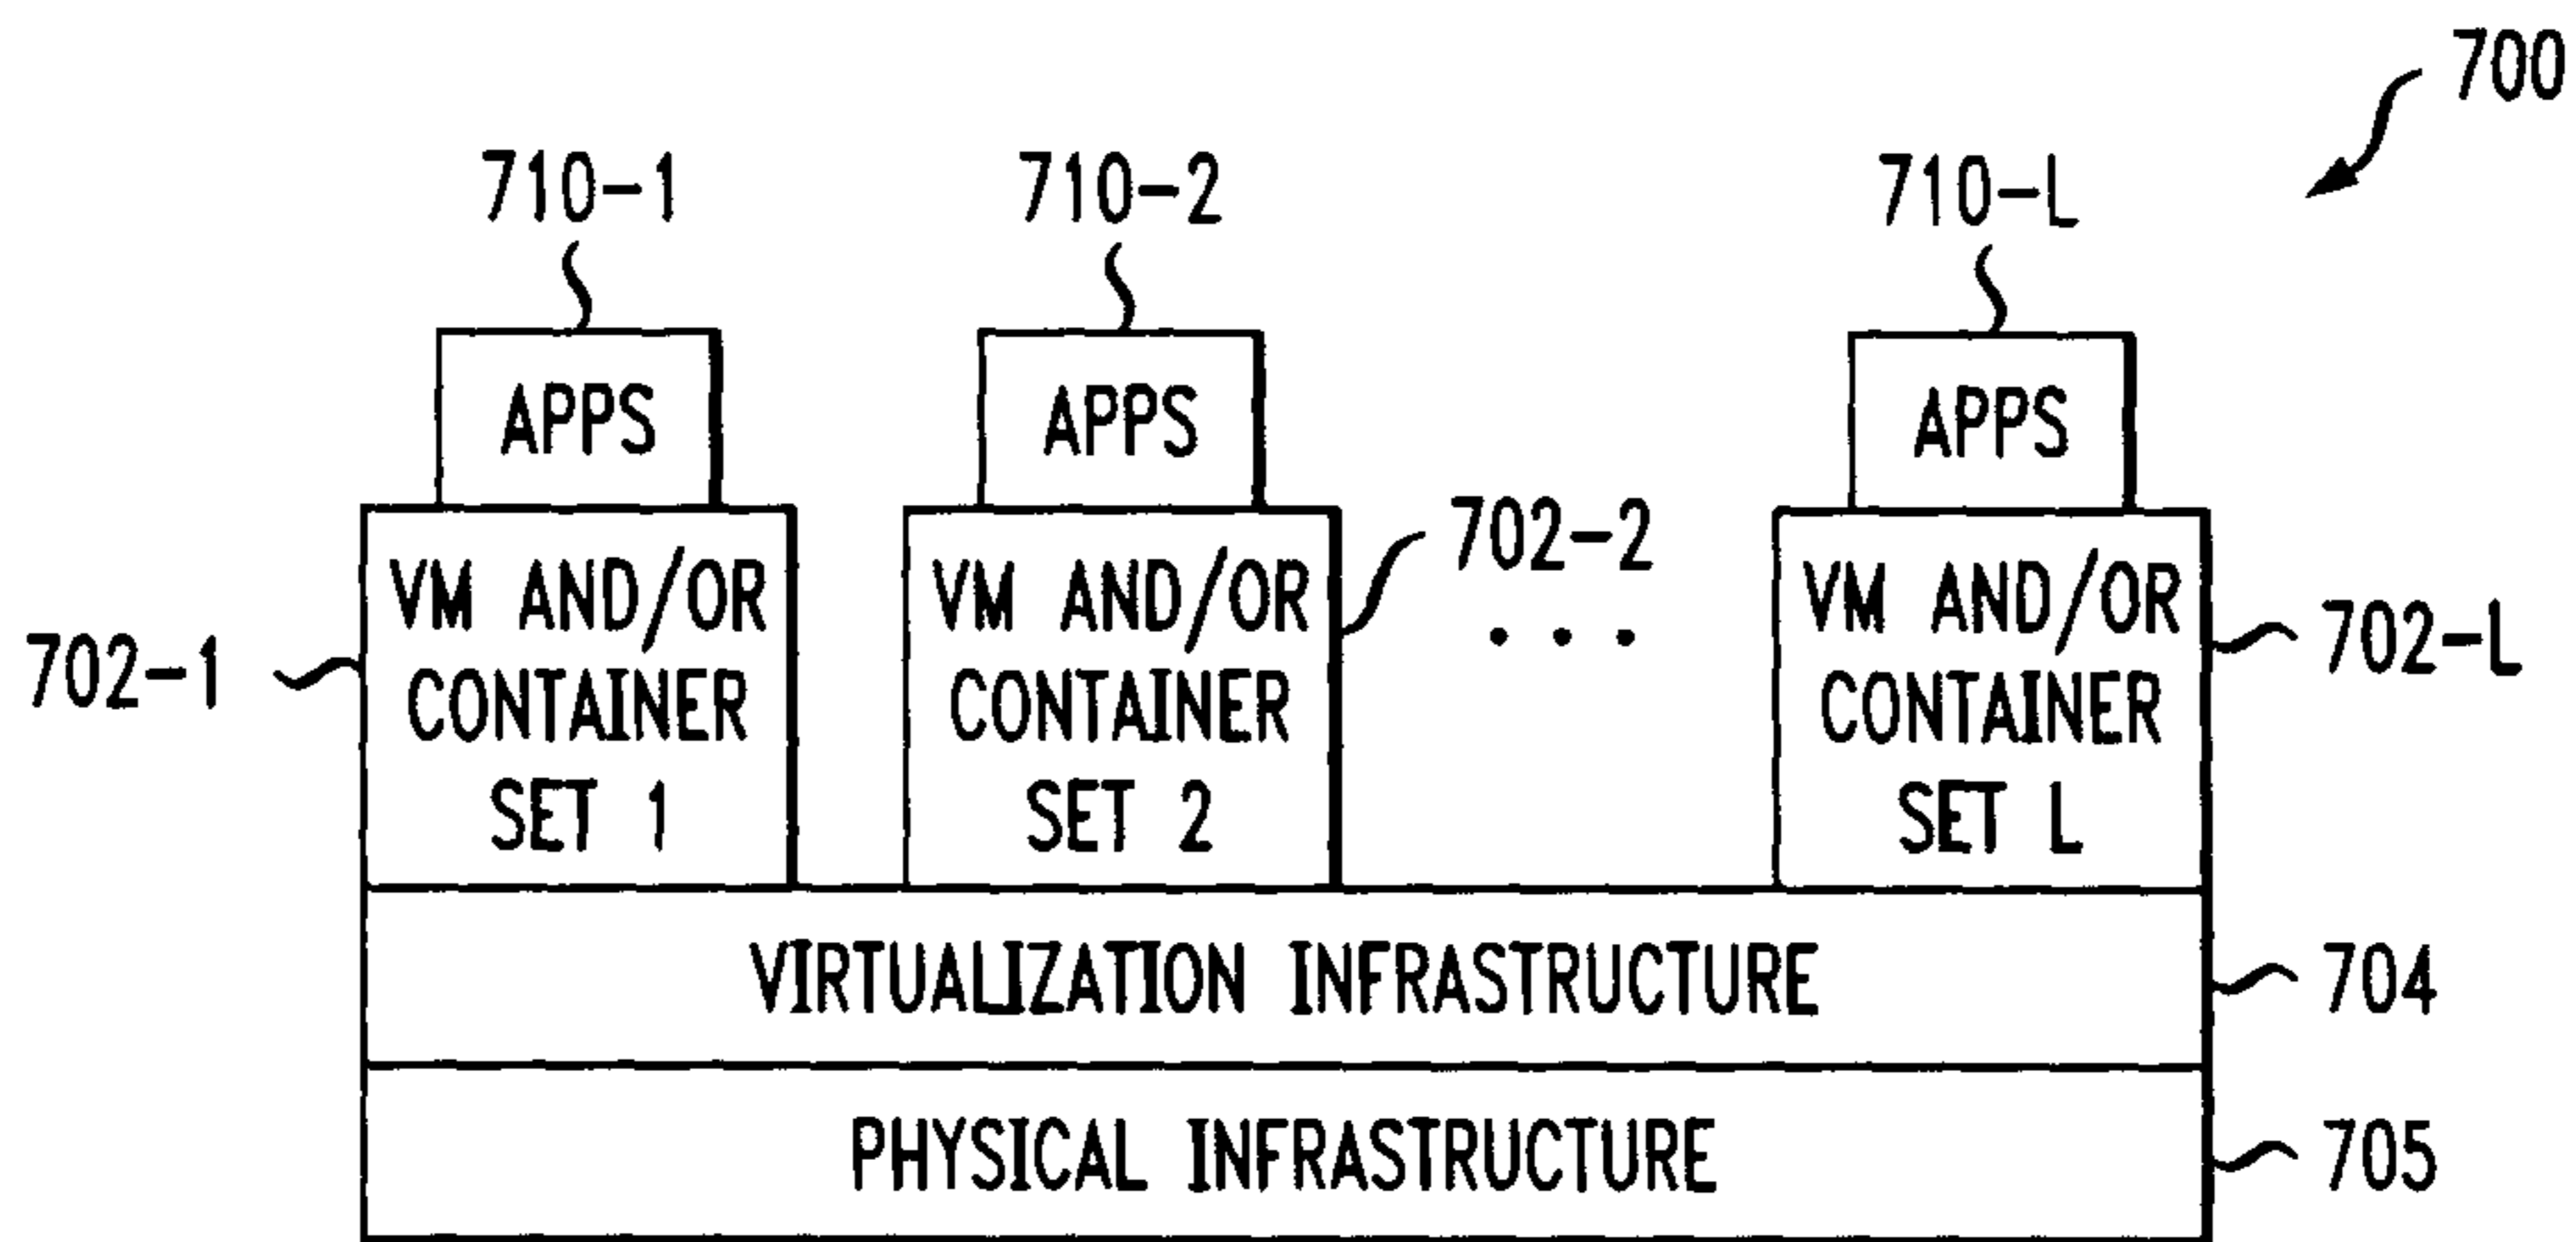 700
710-1
710-2
710-L
APPS
APPS
APPS
702-1
VM AND/OR
CONTAINER
SET 1
VM AND/OR
CONTAINER
SET 2
702-2
. . .
VM AND/OR
CONTAINER
SET L
702-L
VIRTUALIZATION INFRASTRUCTURE
704
PHYSICAL INFRASTRUCTURE
705